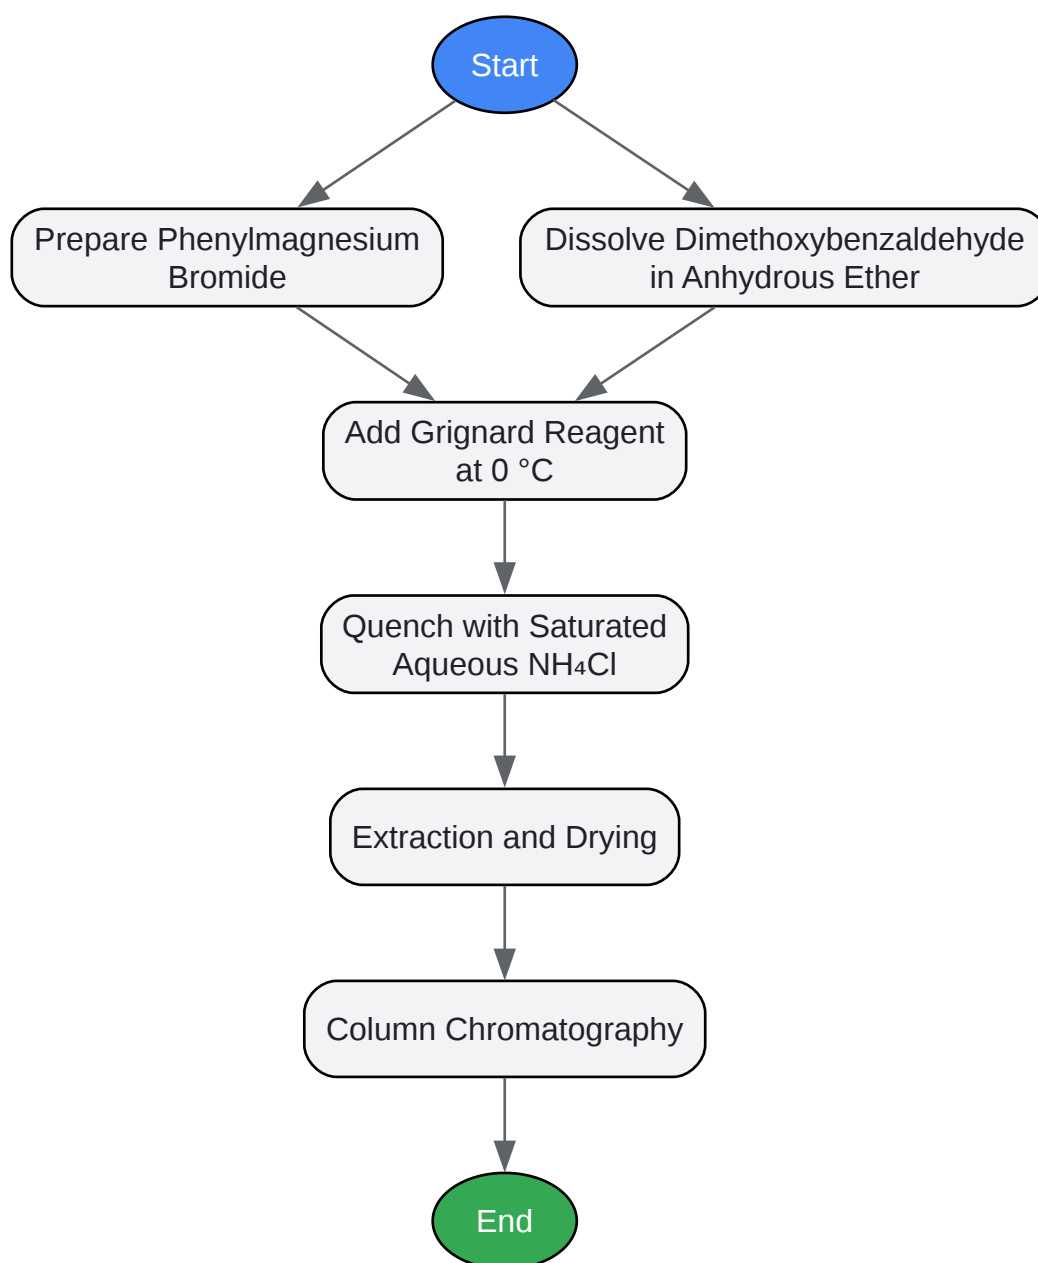 Start
Prepare Phenylmagnesium
Bromide
Dissolve Dimethoxybenzaldehyde
in Anhydrous Ether
Add Grignard Reagent
at 0 °C
Quench with Saturated
Aqueous NH₄Cl
Extraction and Drying
Column Chromatography
End